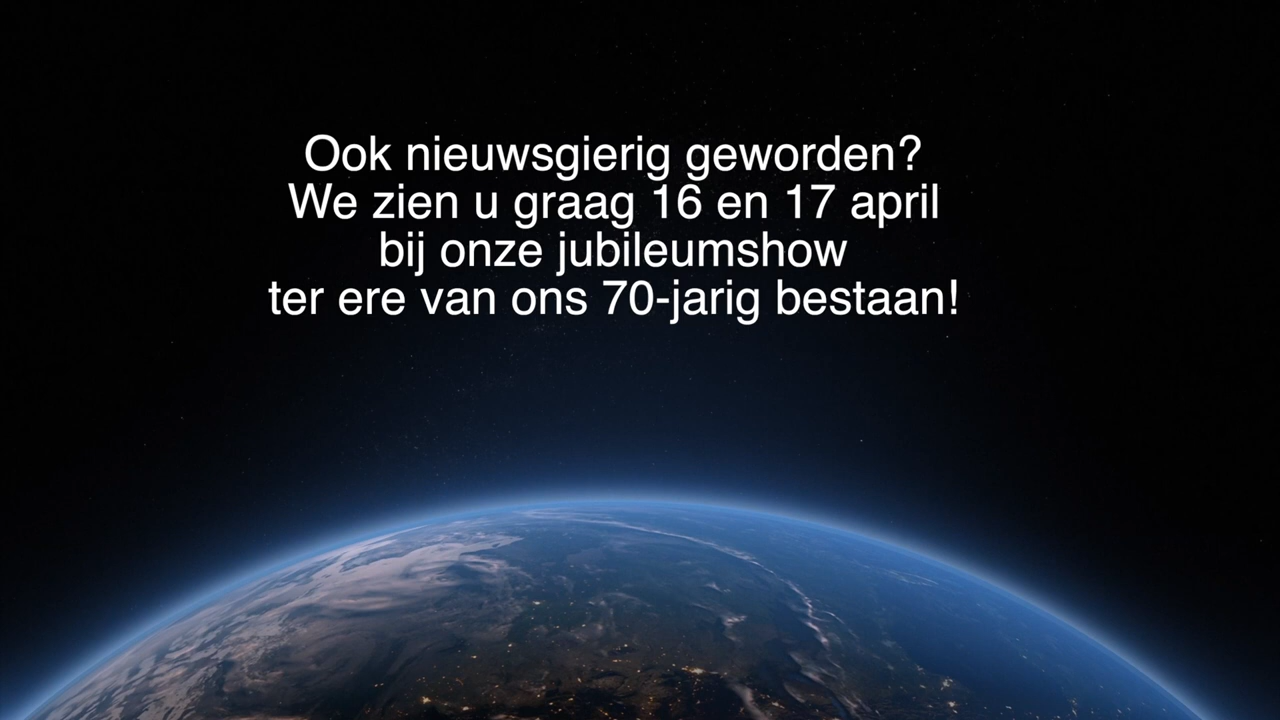 Ook nieuwsgierig geworden?
We zien u graag 16 en 17 april
bij onze jubileumshow
ter ere van ons 70-jarig bestaan!